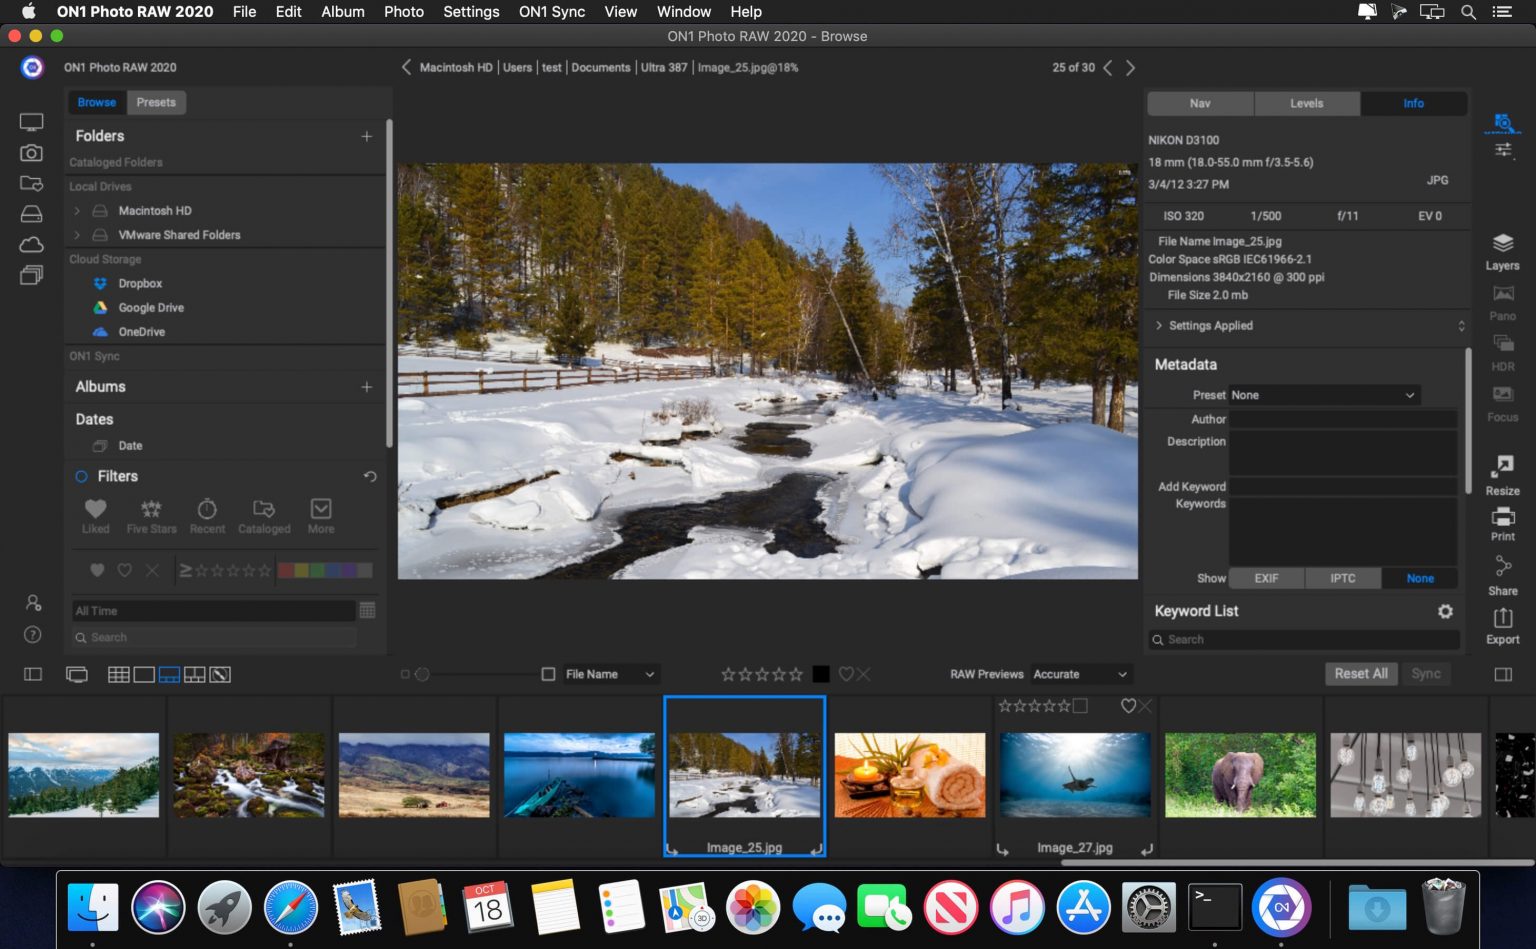 ON1 Photo RAW 2020 File Edit Album Photo Settings ON1 Sync View Window Help
ON1 Photo RAW 2020 - Browse
ON1 Photo RAW 2020
Macintosh HD | Users | test | Documents | Ultra 387 | Image_25.jpg@18%
25 of 30
Browse Presets
Folders
Cataloged Folders
Local Drives
Macintosh HD
VMware Shared Folders
Cloud Storage
Dropbox
Google Drive
OneDrive
ON1 Sync
Albums
Dates
Date
Filters
Liked Five Stars Recent Cataloged More
All Time
Search
Nav Levels Info
NIKON D3100
18 mm (18.0-55.0 mm f/3.5-5.6)
3/4/12 3:27 PM
JPG
ISO 320 1/500 f/11 EV 0
File Name Image_25.jpg
Color Space sRGB IEC61966-2.1
Dimensions 3840x2160 @ 300 ppi
File Size 2.0 mb
Settings Applied
Metadata
Preset None
Author
Description
Add Keyword
Keywords
Show EXIF IPTC None
Keyword List
Search
Layers
Pano
HDR
Focus
Resize
Print
Share
Export
File Name
RAW Previews Accurate
Reset All Sync
Image_25.jpg
Image_27.jpg
OCT
18
3D
>_
ON